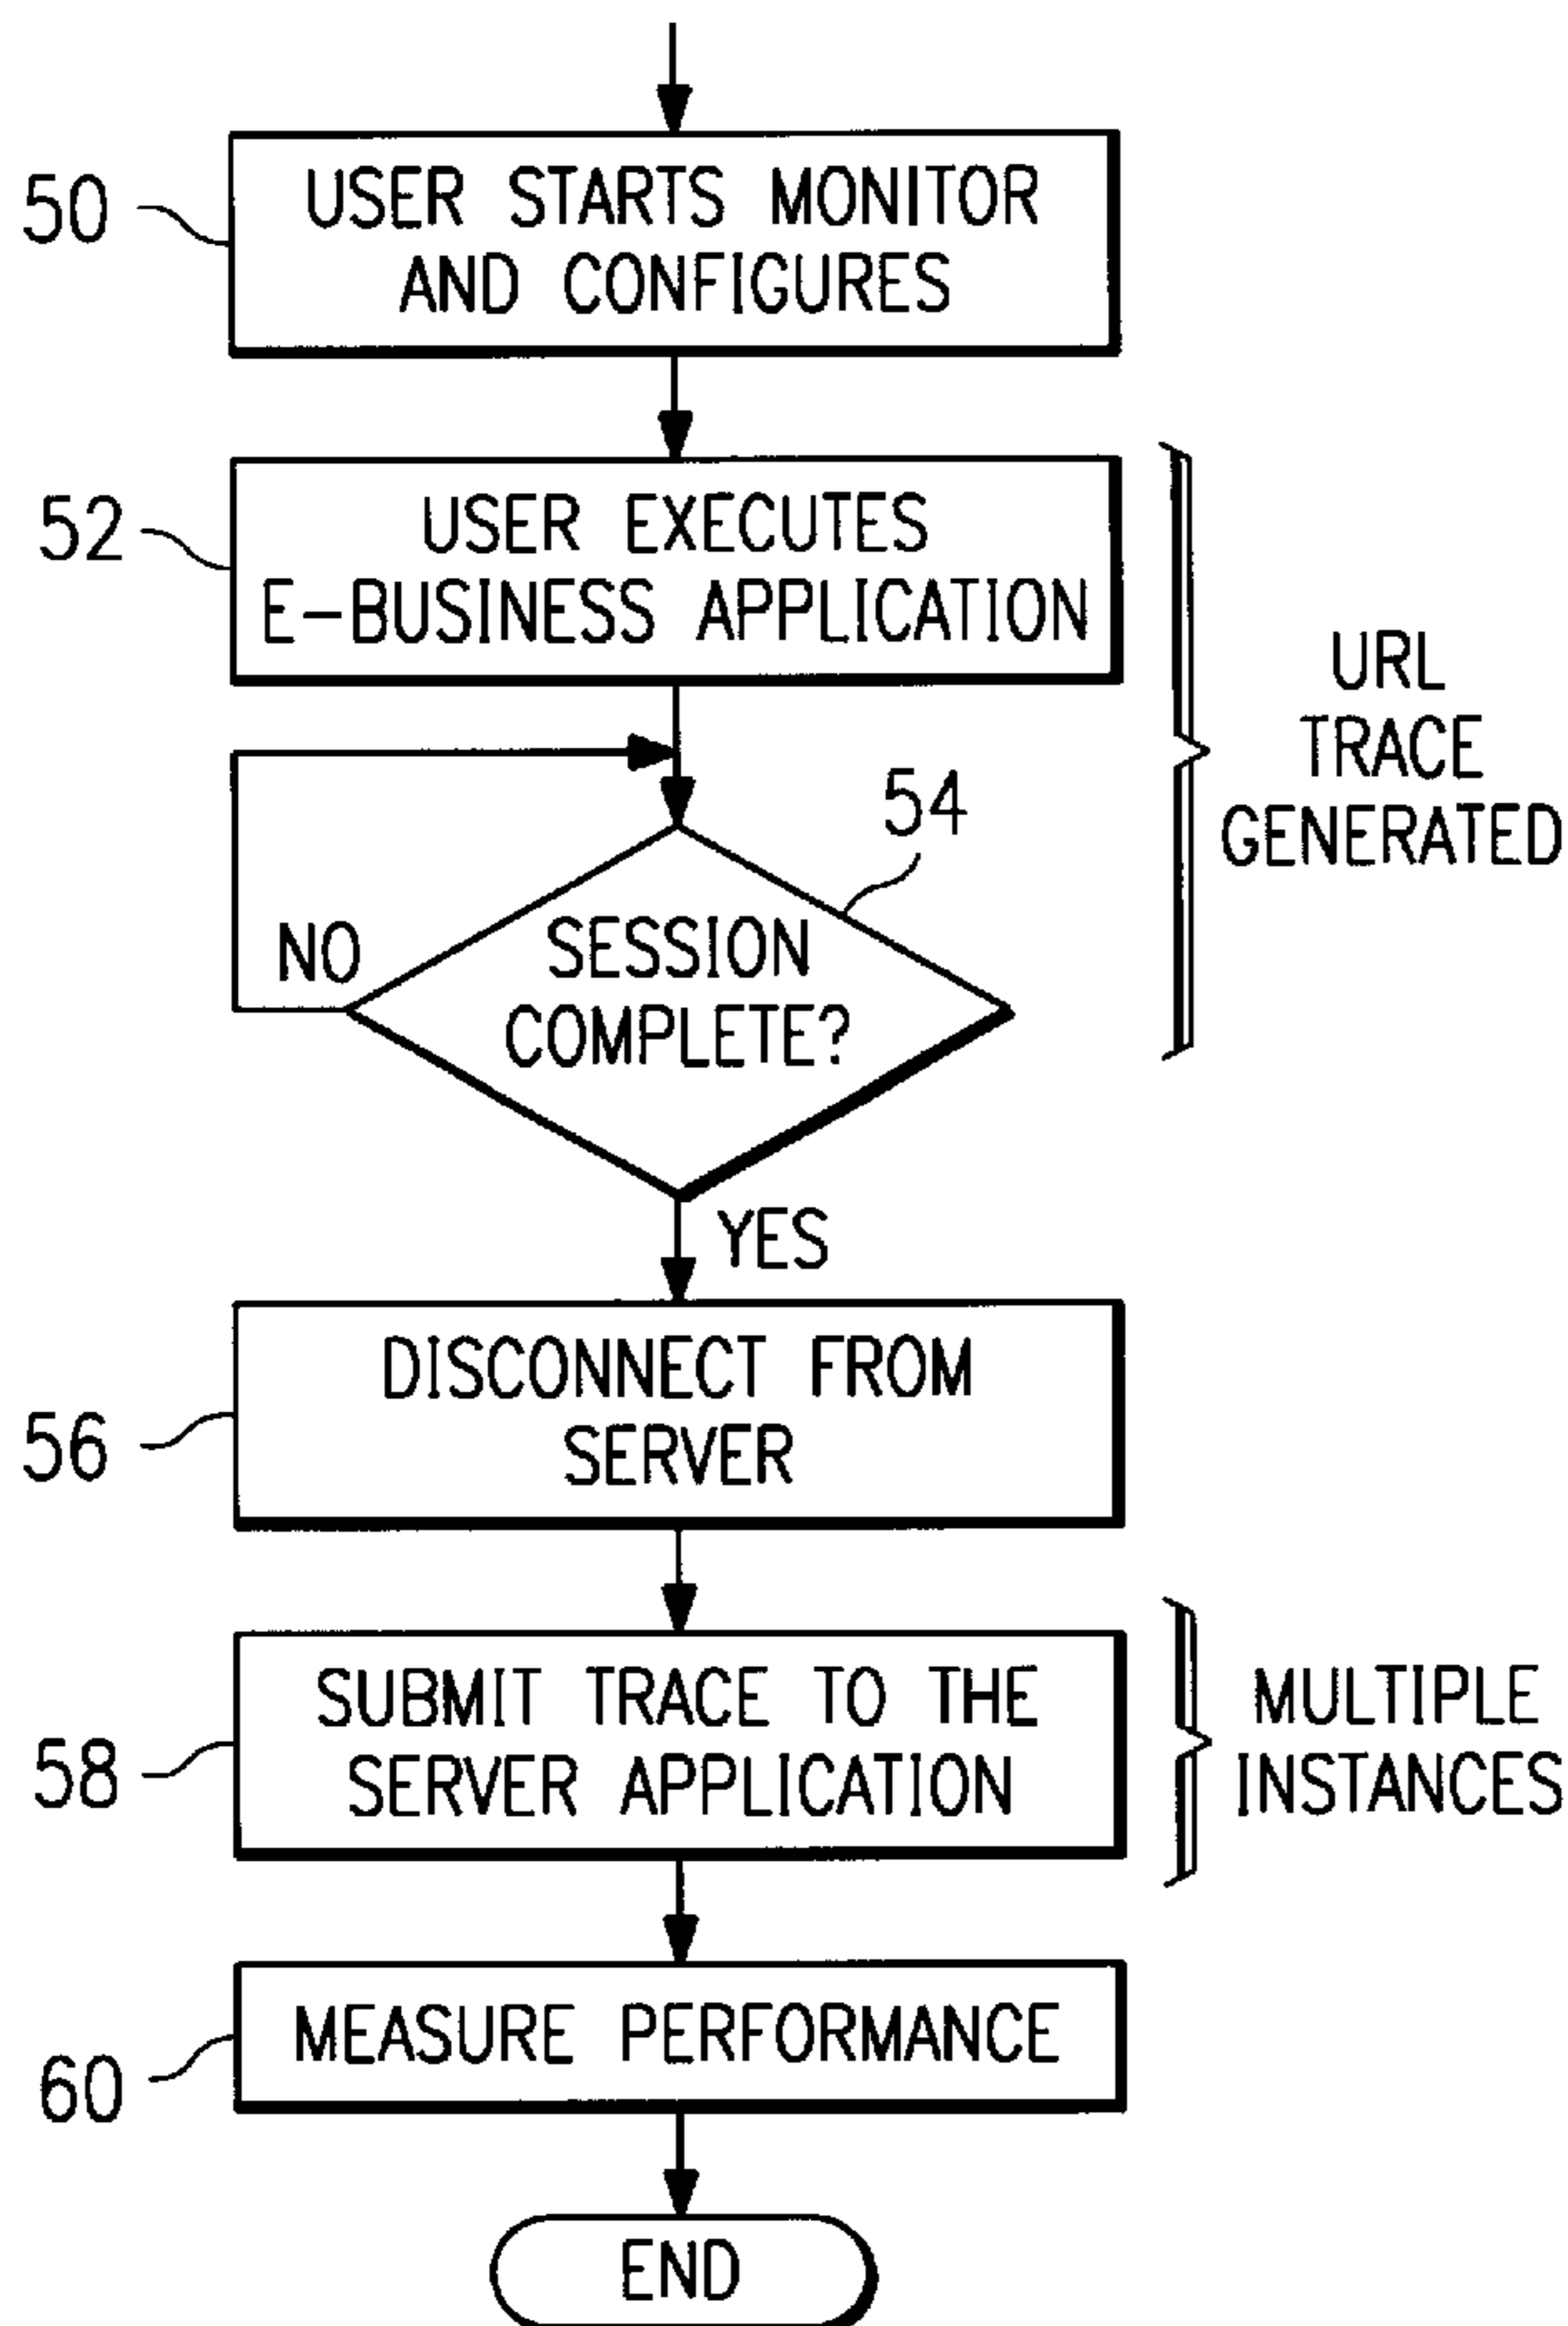 50
USER STARTS MONITOR
AND CONFIGURES
52
USER EXECUTES
E-BUSINESS APPLICATION
URL
TRACE
GENERATED
54
NO
SESSION
COMPLETE?
YES
56
DISCONNECT FROM
SERVER
58
SUBMIT TRACE TO THE
SERVER APPLICATION
MULTIPLE
INSTANCES
60
MEASURE PERFORMANCE
END